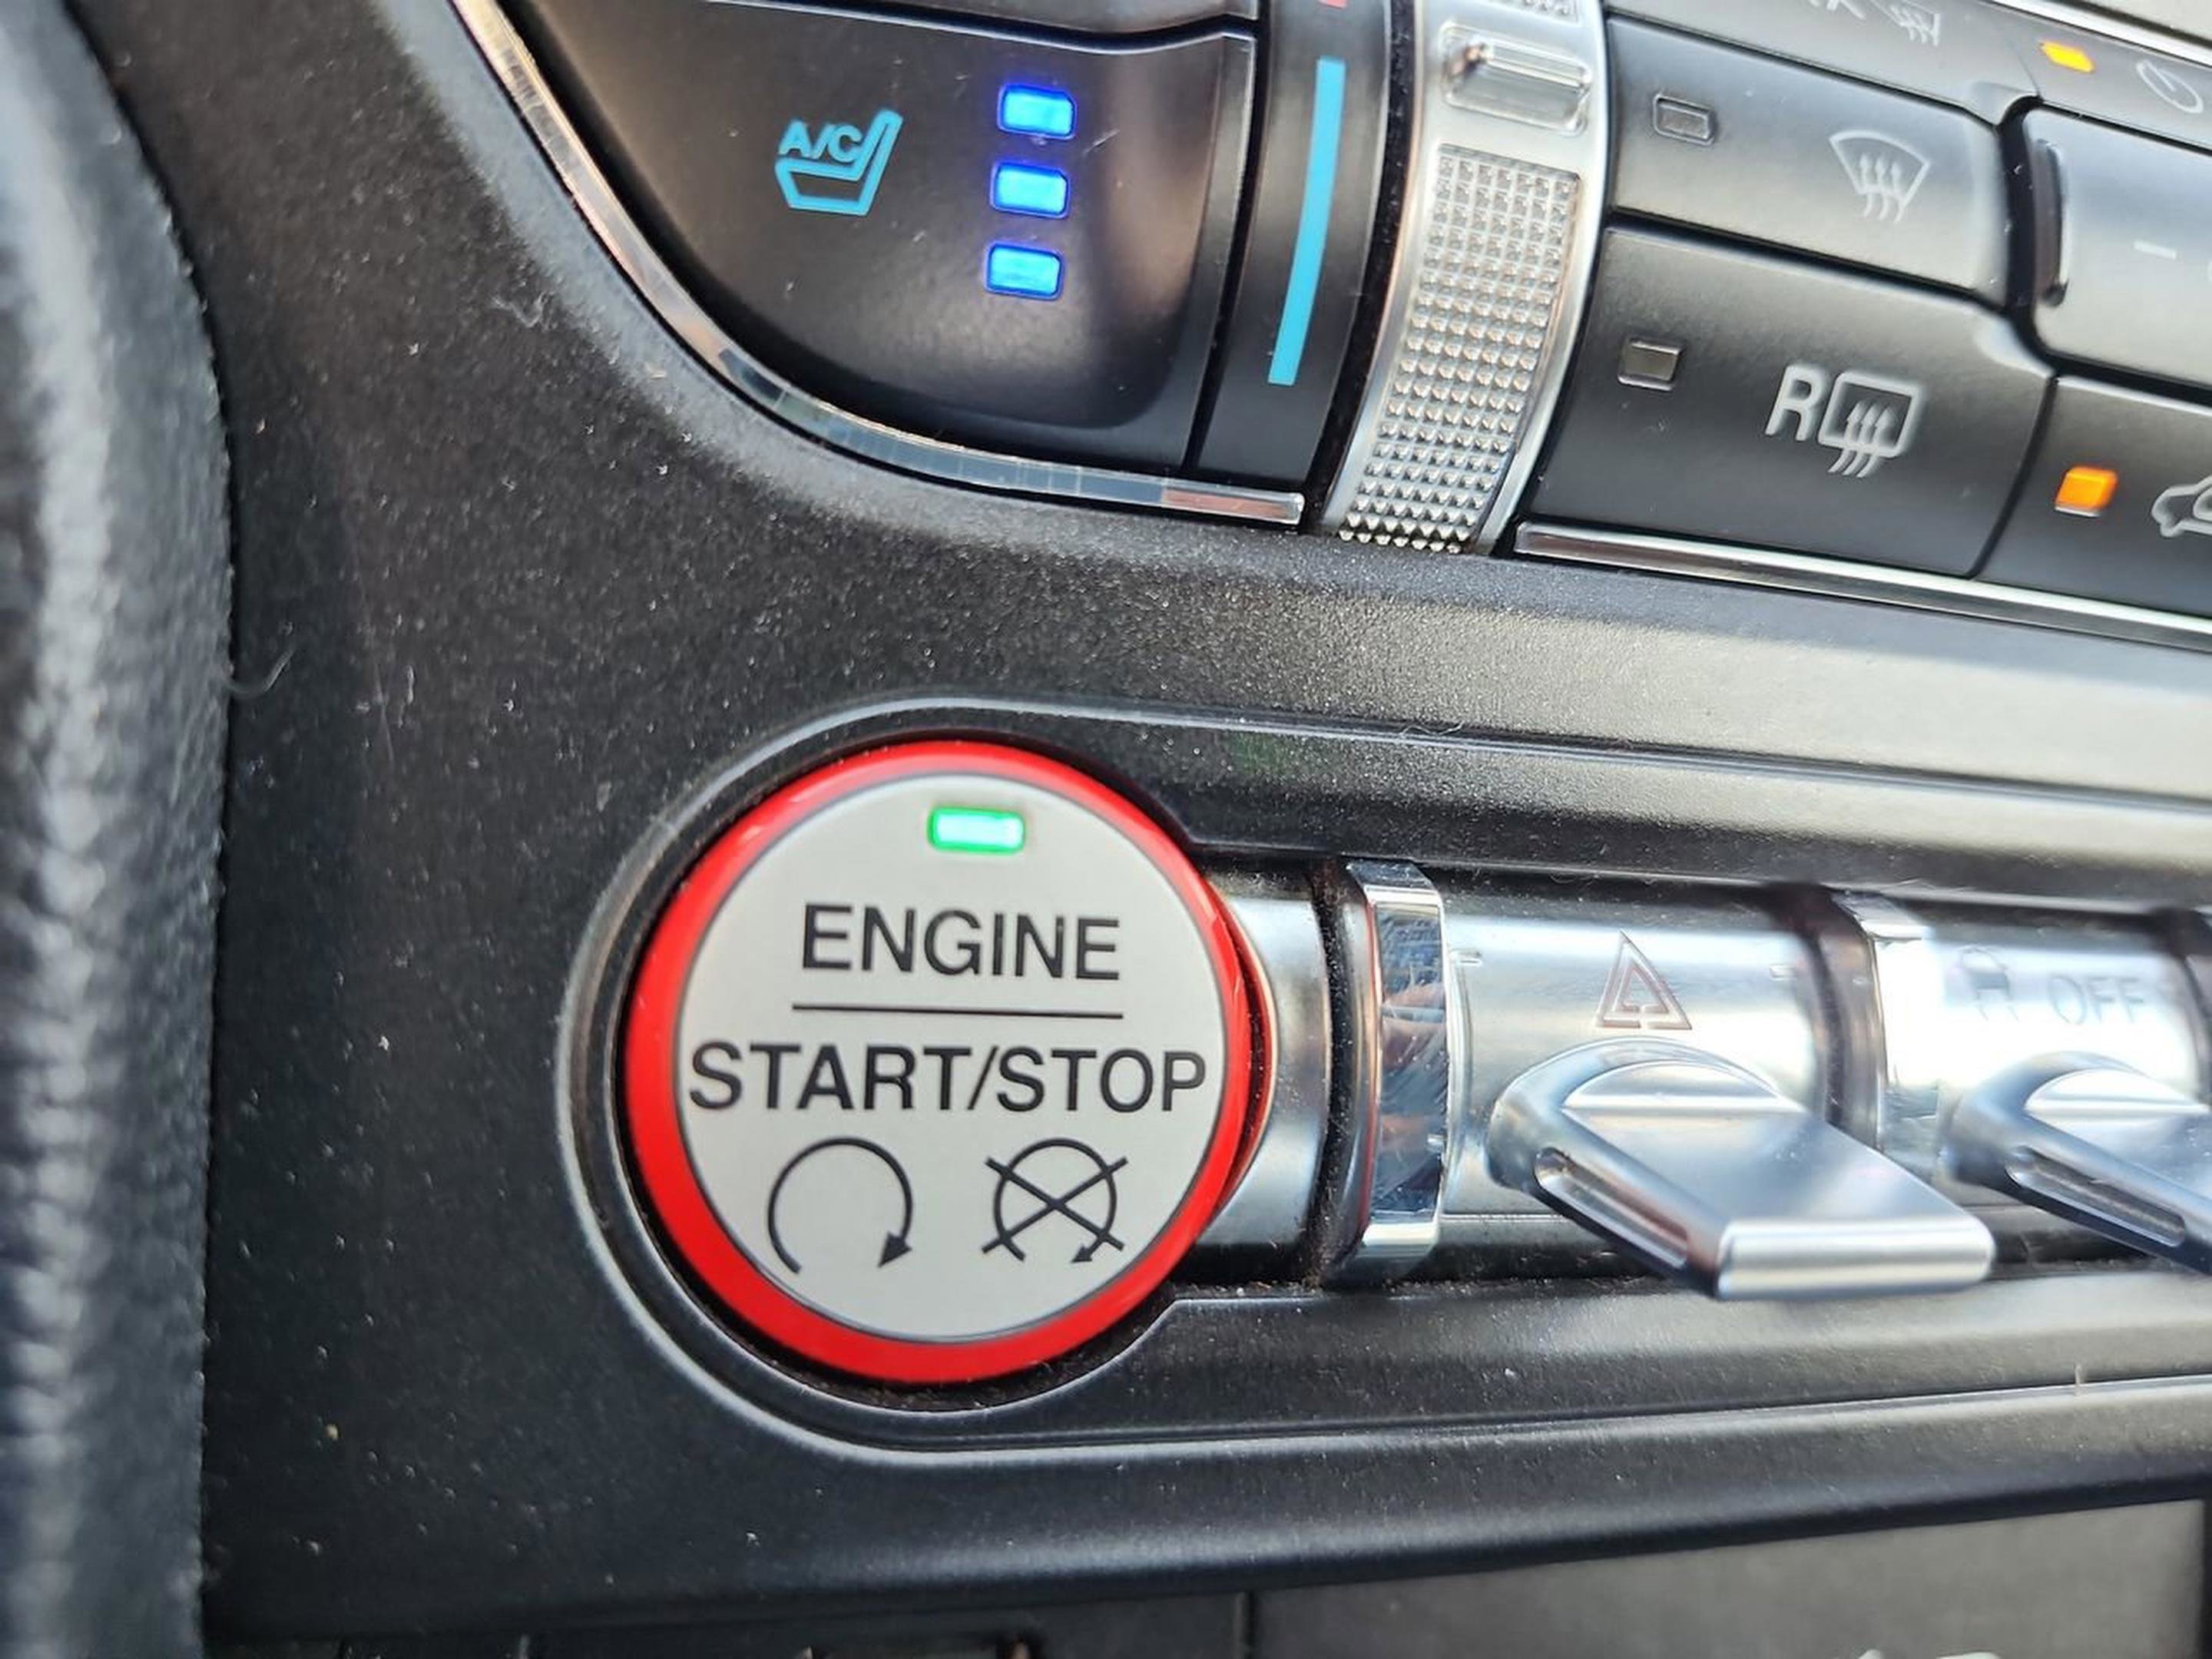 A/C
R
ENGINE
START/STOP
OFF